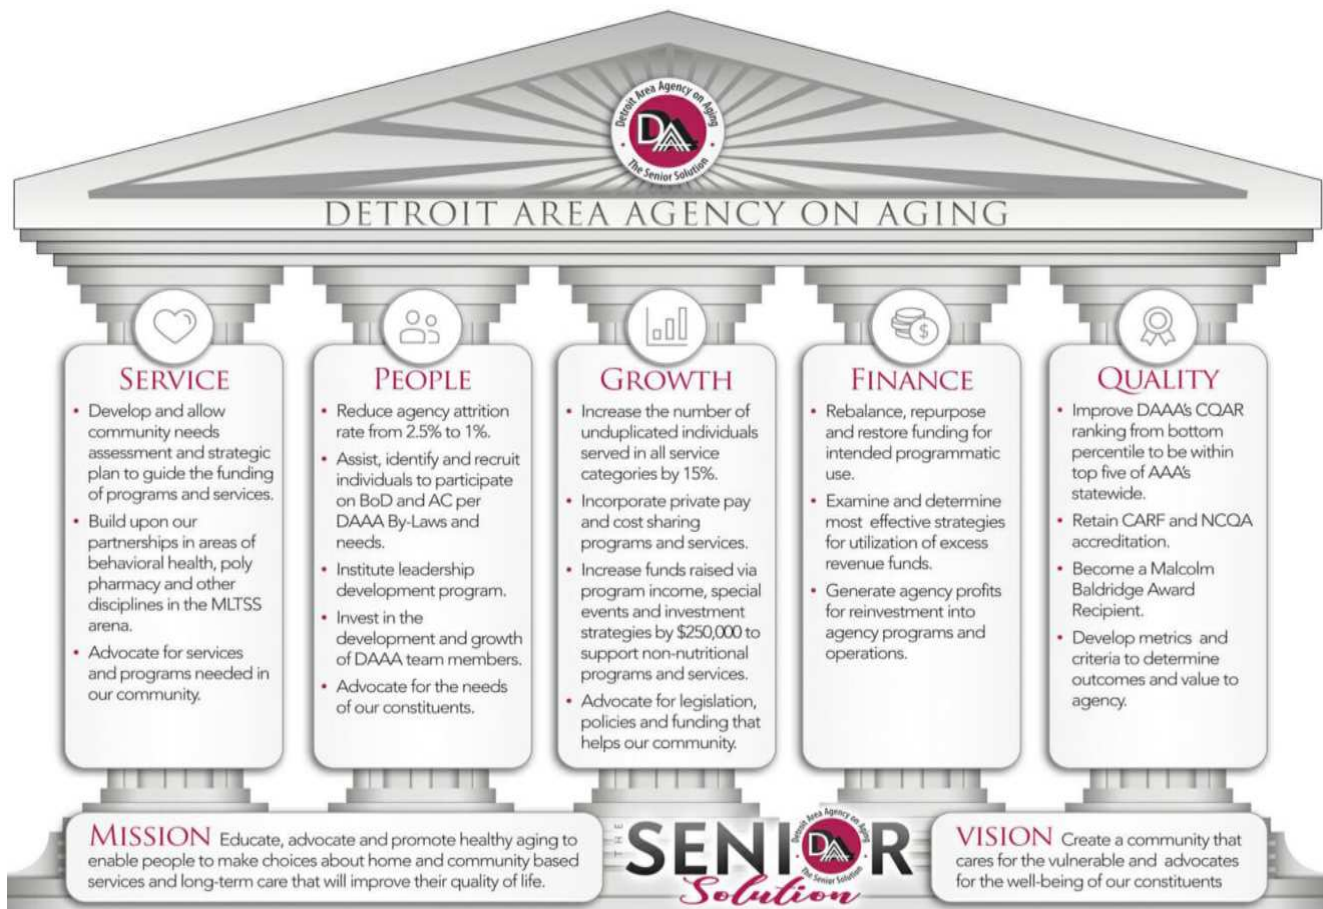 Detroit Area Agency on Aging
DA
The Senior Solution
DETROIT AREA AGENCY ON AGING
SERVICE
• Develop and allow
community needs
assessment and strategic
plan to guide the funding
of programs and services.
• Build upon our
partnerships in areas of
behavioral health, poly
pharmacy and other
disciplines in the MLTSS
arena.
• Advocate for services
and programs needed in
our community.
PEOPLE
• Reduce agency attrition
rate from 2.5% to 1%.
• Assist, identify and recruit
individuals to participate
on BoD and AC per
DAAA By-Laws and
needs.
• Institute leadership
development program.
• Invest in the
development and growth
of DAAA team members.
• Advocate for the needs
of our constituents.
GROWTH
• Increase the number of
unduplicated individuals
served in all service
categories by 15%.
• Incorporate private pay
and cost sharing
programs and services.
• Increase funds raised via
program income, special
events and investment
strategies by $250,000 to
support non-nutritional
programs and services.
• Advocate for legislation,
policies and funding that
helps our community.
$
FINANCE
• Rebalance, repurpose
and restore funding for
intended programmatic
use.
• Examine and determine
most effective strategies
for utilization of excess
revenue funds.
• Generate agency profits
for reinvestment into
agency programs and
operations.
QUALITY
• Improve DAAA's CQAR
ranking from bottom
percentile to be within
top five of AAA's
statewide.
• Retain CARF and NCQA
accreditation.
• Become a Malcolm
Baldridge Award
Recipient.
• Develop metrics and
criteria to determine
outcomes and value to
agency.
MISSION Educate, advocate and promote healthy aging to
enable people to make choices about home and community based
services and long-term care that will improve their quality of life.
THE
SENIOR
Detroit Area Agency on Aging
DA
The Senior Solution
Solution
VISION Create a community that
cares for the vulnerable and advocates
for the well-being of our constituents